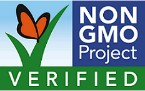 NON
GMO
Project
VERIFIED